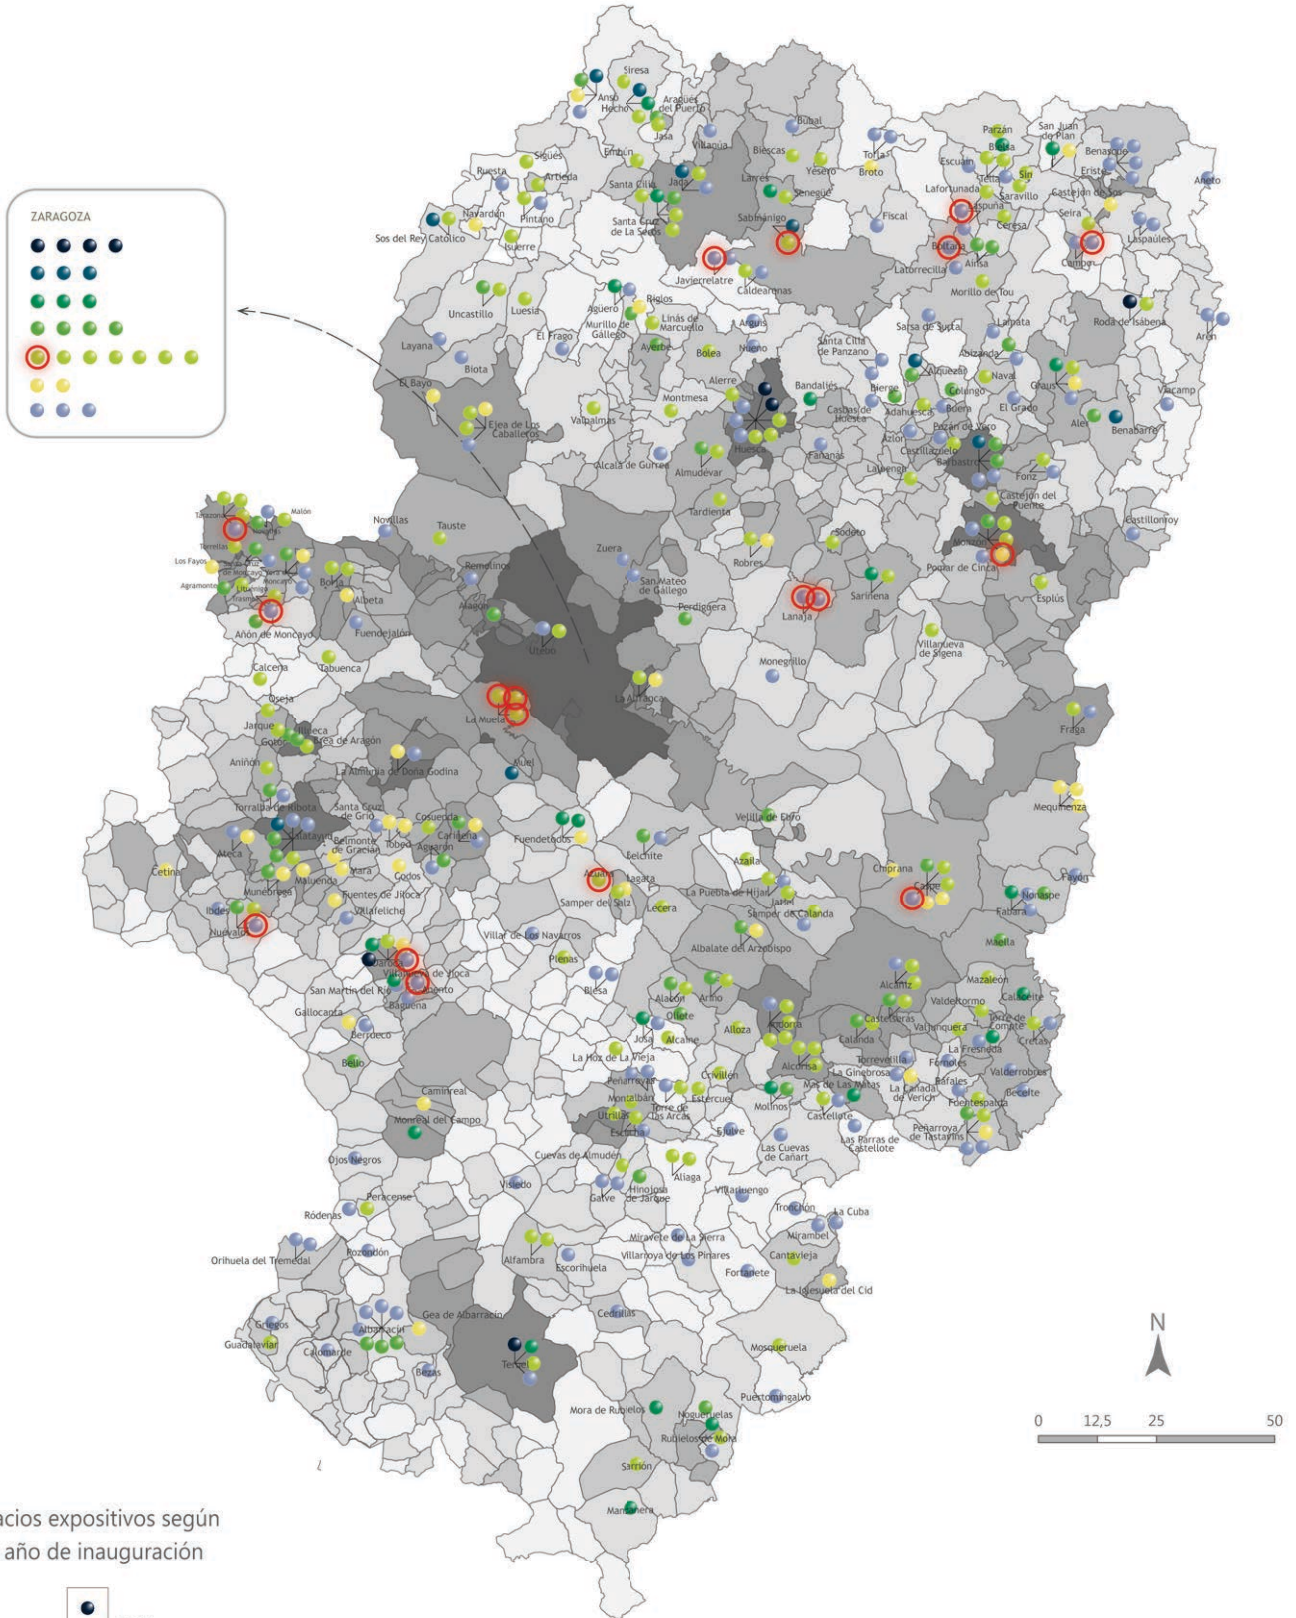 Siresa
Ansó
Hecho
Aragüés
del Puerto
Jasa
Villanúa
Búbal
Torla
Broto
Parzán
Bielsa
San Juan
de Plan
Benasque
Eriste
Aneto
Sigüés
Embún
Ruesta
Artieda
Santa Cilia
Jaca
Biescas
Yésero
Larrés
Senegüé
Escuaín
Tella
Sin
Lafortunada
Saravillo
Castejón de Sos
Navardún
Pintano
Sos del Rey Católico
Isuerre
Santa Cruz
de La Serós
Sabiñánigo
Fiscal
Laspuña
Ceresa
Seira
Laspaúles
Boltaña
Latorrecilla
Aínsa
Campo
Javierrelatre
Caldearenas
Morillo de Tou
Uncastillo
Luesia
Agüero
Riglos
Murillo de
Gállego
Linás de
Marcuello
Arguis
Nueno
Sarsa de Surta
Lamata
Roda de Isábena
Arén
Layana
El Frago
Ayerbe
Bolea
Santa Cilia
de Panzano
Abizanda
Biota
Alquézar
Naval
Graus
Viacamp
El Bayo
Alerre
Bandaliés
Bierge
Colungo
Montmesa
Casbas de
Huesca
Adahuesca
Buera
El Grado
Ejea de Los
Caballeros
Valpalmas
Huesca
Azlor
Pozán de Vero
Aler
Benabarre
Alcalá de Gurrea
Almudévar
Fañanás
Castillazuelo
Barbastro
Laluenga
Fonz
ZARAGOZA
Tardienta
Castejón del
Puente
Tarazona
Malón
Novillas
Tauste
Castillonroy
Torrellas
Los Fayos
Zuera
Robres
Sodeto
Monzón
Pomar de Cinca
Agramonte
Borja
Albeta
Remolinos
San Mateo
de Gállego
Sariñena
Esplús
Añón de Moncayo
Fuendejalón
Alagón
Perdiguera
Lanaja
Utebo
Villanueva
de Sigena
Calcena
Tabuenca
Monegrillo
Oseja
La Alfranca
La Muela
Jarque
Illueca
Gotor
Brea de Aragón
Fraga
Aniñón
La Almunia de Doña Godina
Muel
Mequinenza
Torralba de Ribota
Santa Cruz
de Grío
Cosuenda
Velilla de Ebro
Calatayud
Tobed
Cariñena
Fuendetodos
Ateca
Belmonte
de Gracián
Aguarón
Belchite
Azaila
Cetina
Mara
Codos
Chiprana
Maluenda
Munébrega
Fuentes de Jiloca
Azuara
Lagata
La Puebla de Híjar
Jatiel
Caspe
Fayón
Ibdes
Villafeliche
Samper del Salz
Lécera
Samper de Calanda
Nonaspe
Fabara
Nuévalos
Villar de Los Navarros
Albalate del Arzobispo
Maella
Daroca
Villanueva de Jiloca
Plenas
San Martín del Río
Anento
Báguena
Blesa
Alacón
Ariño
Alcañiz
Mazaleón
Calaceite
Gallocanta
Berrueco
Oliete
Andorra
Castelserás
Valdeltormo
Torre de
Compte
Josa
Alcaine
Alloza
Calanda
Valjunquera
Cretas
La Fresneda
Bello
La Hoz de La Vieja
Alcorisa
Torrevelilla
Fórnoles
La Ginebrosa
Valderrobres
Peñarroyas
Crivillén
Mas de Las Matas
La Cañada
de Verich
Ráfales
Beceite
Caminreal
Montalbán
Torre de
las Arcas
Estercuel
Molinos
Castellote
Fuentespalda
Monreal del Campo
Utrillas
Escucha
Ejulve
Peñarroya
de Tastavins
Las Cuevas
de Cañart
Las Parras de
Castellote
Ojos Negros
Cuevas de Almudén
Aliaga
Visiedo
Galve
Hinojosa
de Jarque
Villarluengo
Peracense
Ródenas
Tronchón
La Cuba
Mirambel
Miravete de La Sierra
Orihuela del Tremedal
Pozondón
Alfambra
Escorihuela
Villarroya de Los Pinares
Cantavieja
Fortanete
La Iglesuela del Cid
Gea de Albarracín
Cedrillas
Griegos
Albarracín
Guadalaviar
Calomarde
Bezas
Teruel
Mosqueruela
N
Puertomingalvo
Mora de Rubielos
Nogueruelas
0 12,5 25 50
Rubielos de Mora
Sarrión
Manzanera
acios expositivos según
año de inauguración